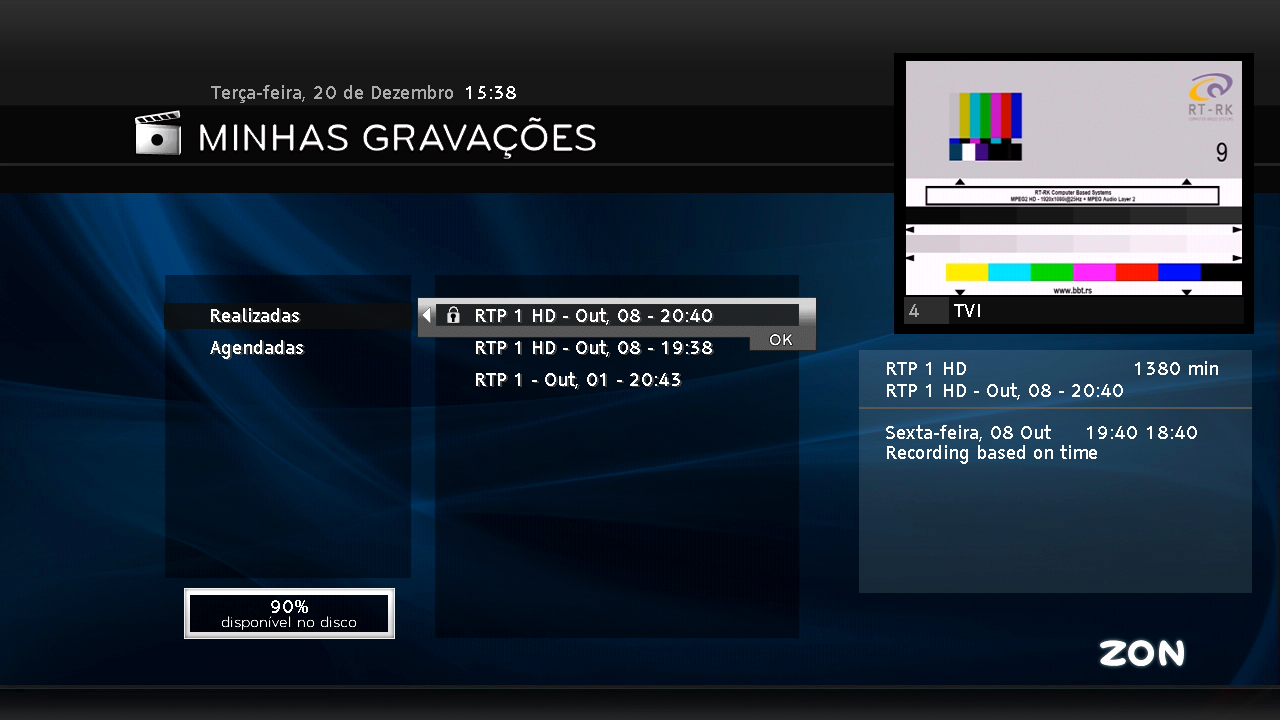 Terça-feira, 20 de Dezembro 15:38
MINHAS GRAVAÇÕES
RT-RK
COMPUTER BASED SYSTEMS
9
RT-RK Computer Based Systems
MPEG2 HD - 1920x1080i@25Hz + MPEG Audio Layer 2
www.bbt.rs
4 TVI
Realizadas
Agendadas
RTP 1 HD - Out, 08 - 20:40
OK
RTP 1 HD - Out, 08 - 19:38
RTP 1 - Out, 01 - 20:43
RTP 1 HD 1380 min
RTP 1 HD - Out, 08 - 20:40
Sexta-feira, 08 Out 19:40 18:40
Recording based on time
90%
disponível no disco
ZON